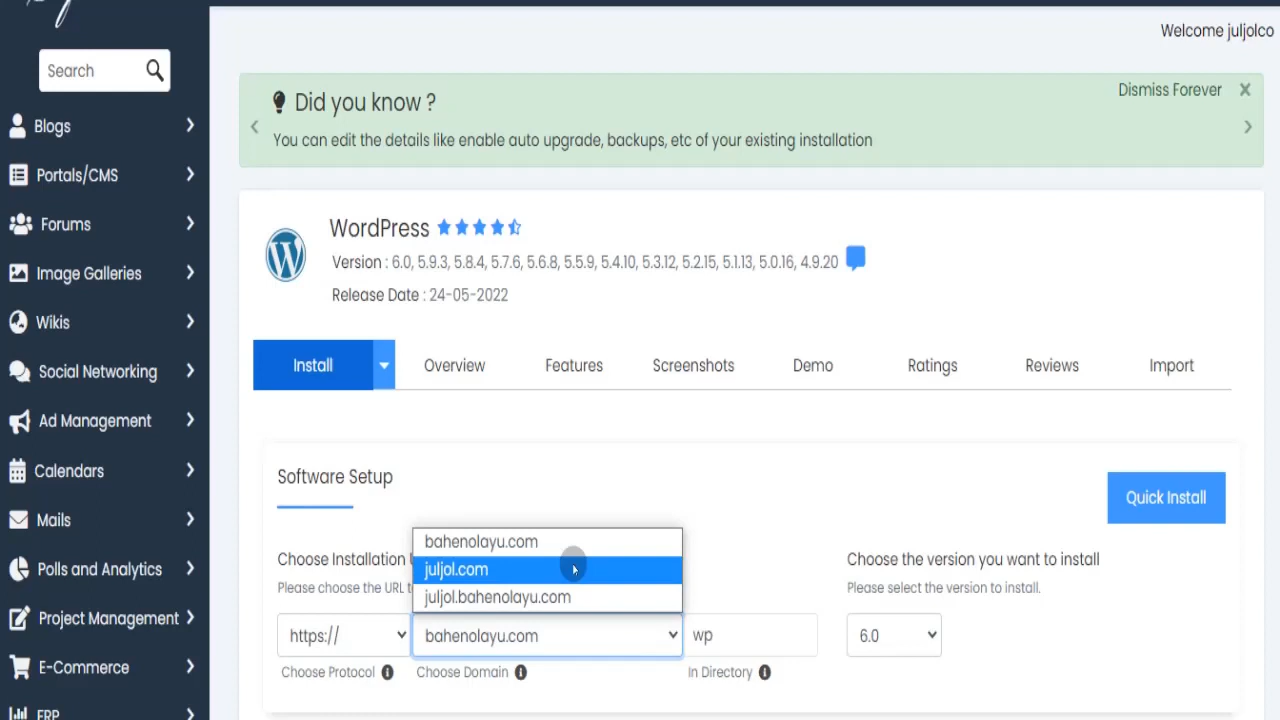 Welcome juljolco
Search
Blogs
Portals/CMS
Forums
Image Galleries
Wikis
Social Networking
Ad Management
Calendars
Mails
Polls and Analytics
Project Management
E-Commerce
ERP
Did you know ?
Dismiss Forever X
You can edit the details like enable auto upgrade, backups, etc of your existing installation
WordPress
Version : 6.0, 5.9.3, 5.8.4, 5.7.6, 5.6.8, 5.5.9, 5.4.10, 5.3.12, 5.2.15, 5.1.13, 5.0.16, 4.9.20
Release Date : 24-05-2022
Install Overview Features Screenshots Demo Ratings Reviews Import
Software Setup
Quick Install
Choose Installation
Please choose the URL
bahenolayu.com
juljol.com
juljol.bahenolayu.com
https:// bahenolayu.com wp
Choose Protocol Choose Domain In Directory
Choose the version you want to install
Please select the version to install.
6.0